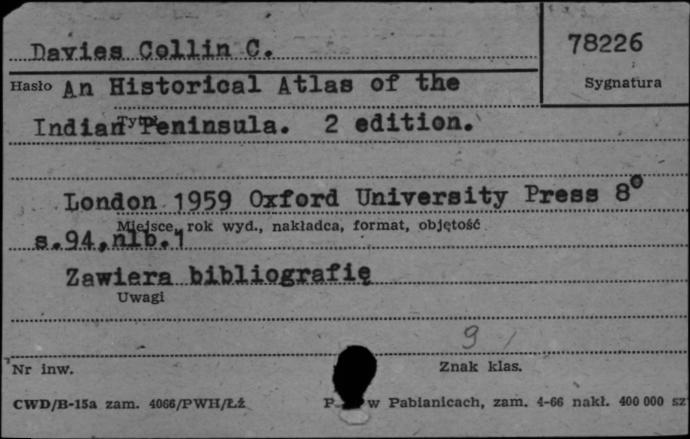 Davies Collin C.
78226
Hasło An Historical Atlas of the
Sygnatura
Indian Peninsula. 2 edition.
Tytuł
London 1959 Oxford University Press 8°
Miejsce, rok wyd., nakładca, format, objętość
s.94,nlb.1
Zawiera bibliografię
Uwagi
9
Nr inw.
Znak klas.
CWD/B-15a zam. 4066/PWH/Łź
w Pabianicach, zam. 4-66 nakł. 400 000 sz